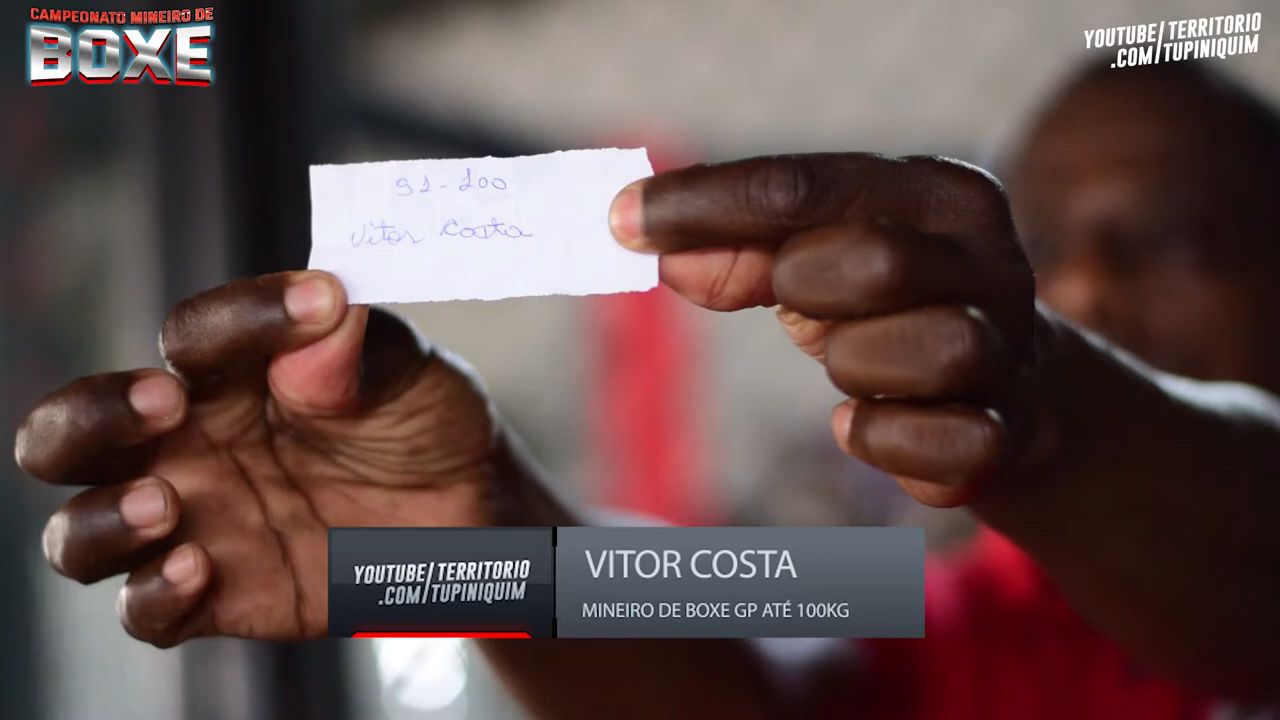 CAMPEONATO MINEIRO DE
BOXE
YOUTUBE/TERRITORIO
.COM/TUPINIQUIM
91-100
Vitor Costa
YOUTUBE/TERRITORIO
.COM/TUPINIQUIM
VITOR COSTA
MINEIRO DE BOXE GP ATÉ 100KG